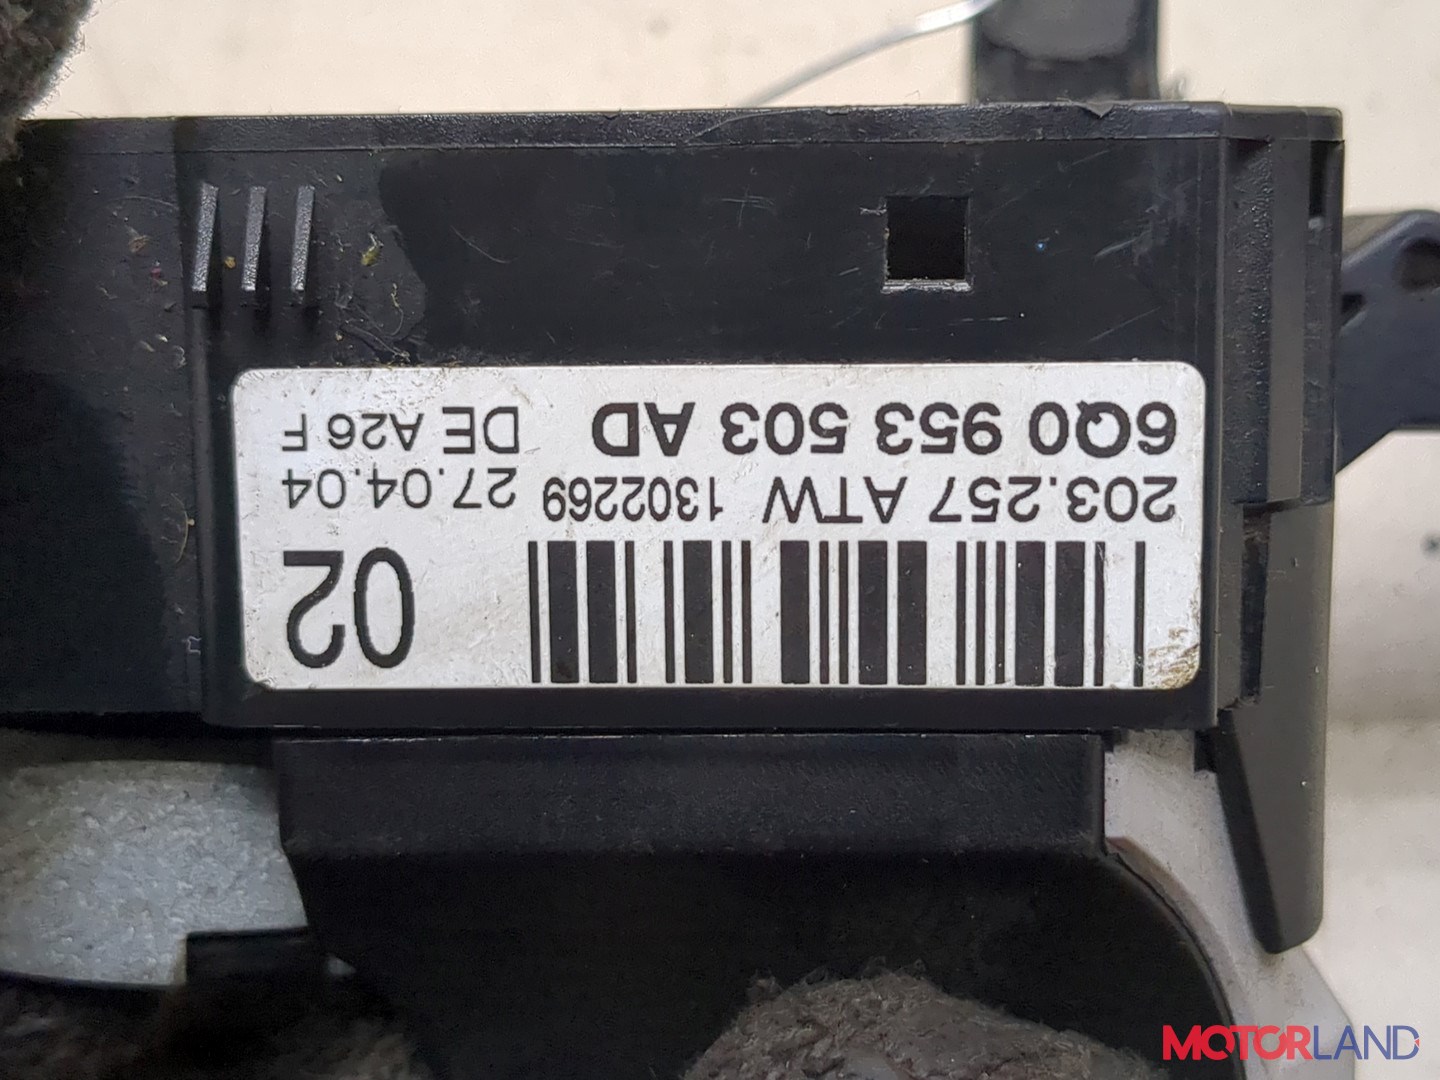 02
203.257 ATW 1302269 27.04.04
6Q0 953 503 AD DE A26 F
MOTORLAND